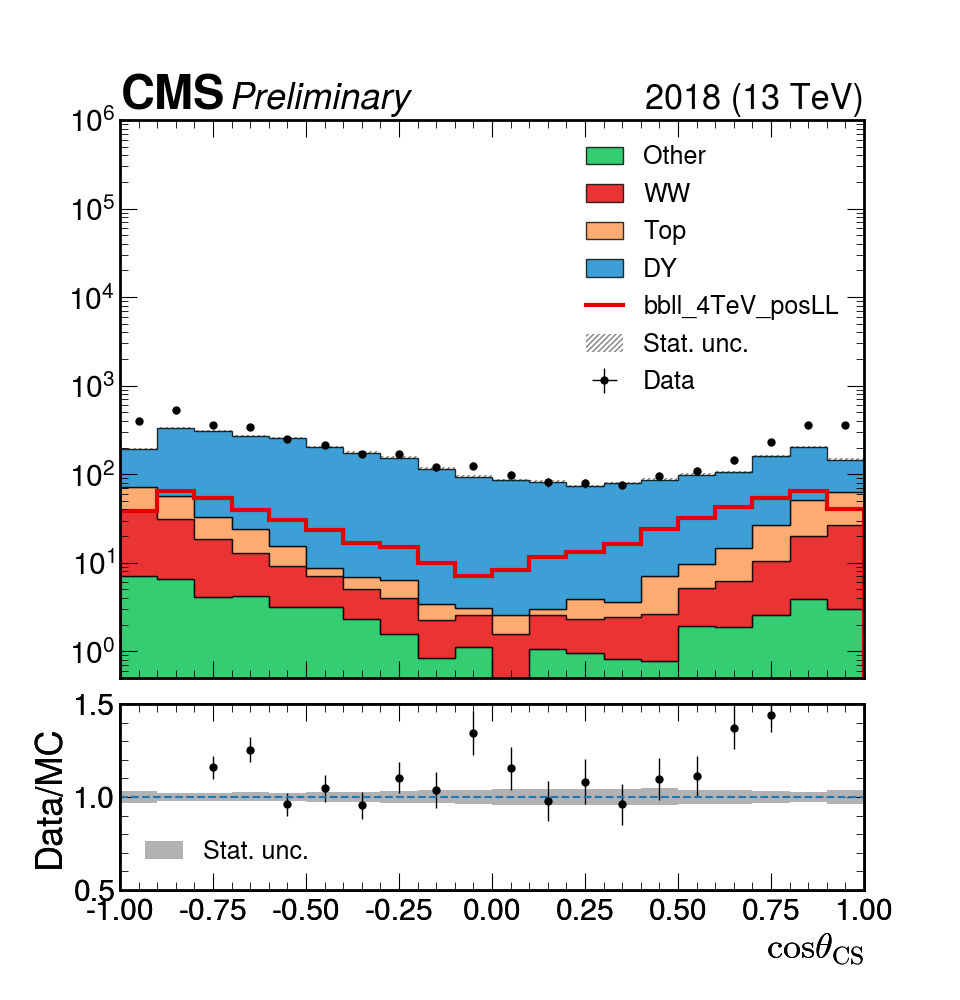 CMS Preliminary 2018 (13 TeV)
10^6
10^5
10^4
10^3
10^2
10^1
10^0
Other
WW
Top
DY
bbll_4TeV_posLL
Stat. unc.
Data
Data/MC
1.5
1.0
0.5
Stat. unc.
-1.00 -0.75 -0.50 -0.25 0.00 0.25 0.50 0.75 1.00
cosθ_CS